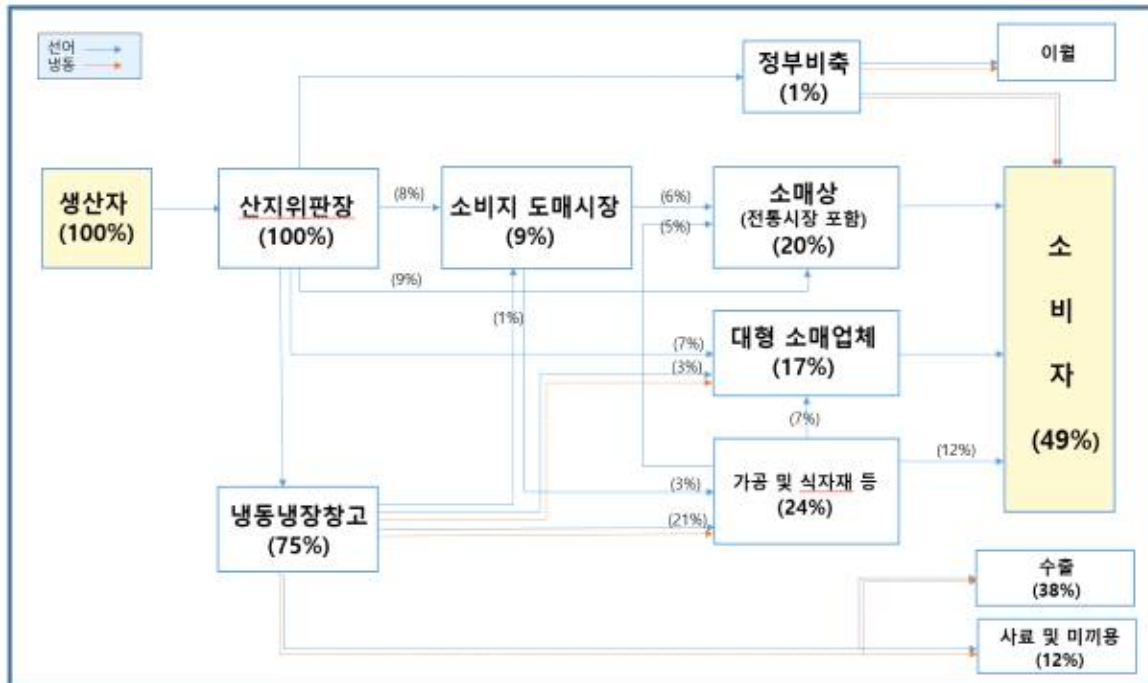 선어
냉동
정부비축
(1%)
이월
생산자
(100%)
산지위판장
(100%)
(8%)
소비지 도매시장
(9%)
(6%)
(5%)
소매상
(전통시장 포함)
(20%)
소
비
자
(49%)
(9%)
(1%)
(7%)
(3%)
대형 소매업체
(17%)
(7%)
(12%)
냉동냉장창고
(75%)
(3%)
(21%)
가공 및 식자재 등
(24%)
수출
(38%)
사료 및 미끼용
(12%)